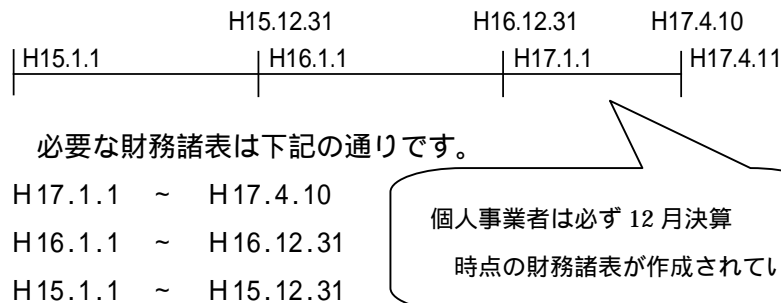 H15.12.31 H16.12.31 H17.4.10
H15.1.1 H16.1.1 H17.1.1 H17.4.11
必要な財務諸表は下記の通りです。
H17.1.1 ~ H17.4.10
H16.1.1 ~ H16.12.31
H15.1.1 ~ H15.12.31
個人事業者は必ず 12 月決算
時点の財務諸表が作成されてい